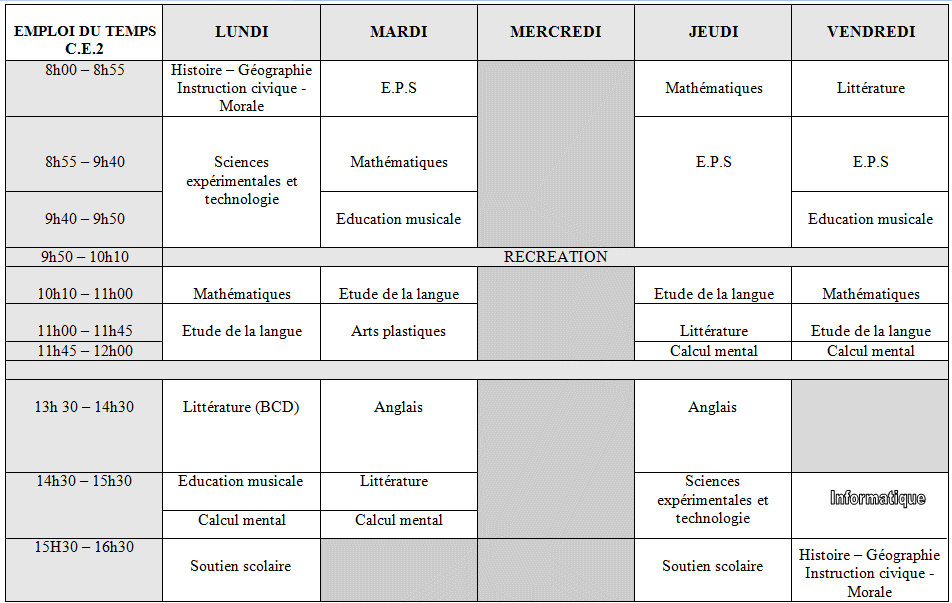 EMPLOI DU TEMPS
C.E.2
LUNDI
MARDI
MERCREDI
JEUDI
VENDREDI
8h00 – 8h55
Histoire – Géographie
Instruction civique -
Morale
E.P.S
Mathématiques
Littérature
8h55 – 9h40
Sciences
expérimentales et
technologie
Mathématiques
E.P.S
E.P.S
9h40 – 9h50
Education musicale
Education musicale
9h50 – 10h10
RECREATION
10h10 – 11h00
Mathématiques
Etude de la langue
Etude de la langue
Mathématiques
11h00 – 11h45
Etude de la langue
Arts plastiques
Littérature
Etude de la langue
11h45 – 12h00
Calcul mental
Calcul mental
13h 30 – 14h30
Littérature (BCD)
Anglais
Anglais
14h30 – 15h30
Education musicale
Littérature
Sciences
expérimentales et
technologie
Informatique
Calcul mental
Calcul mental
15H30 – 16h30
Soutien scolaire
Soutien scolaire
Histoire – Géographie
Instruction civique -
Morale